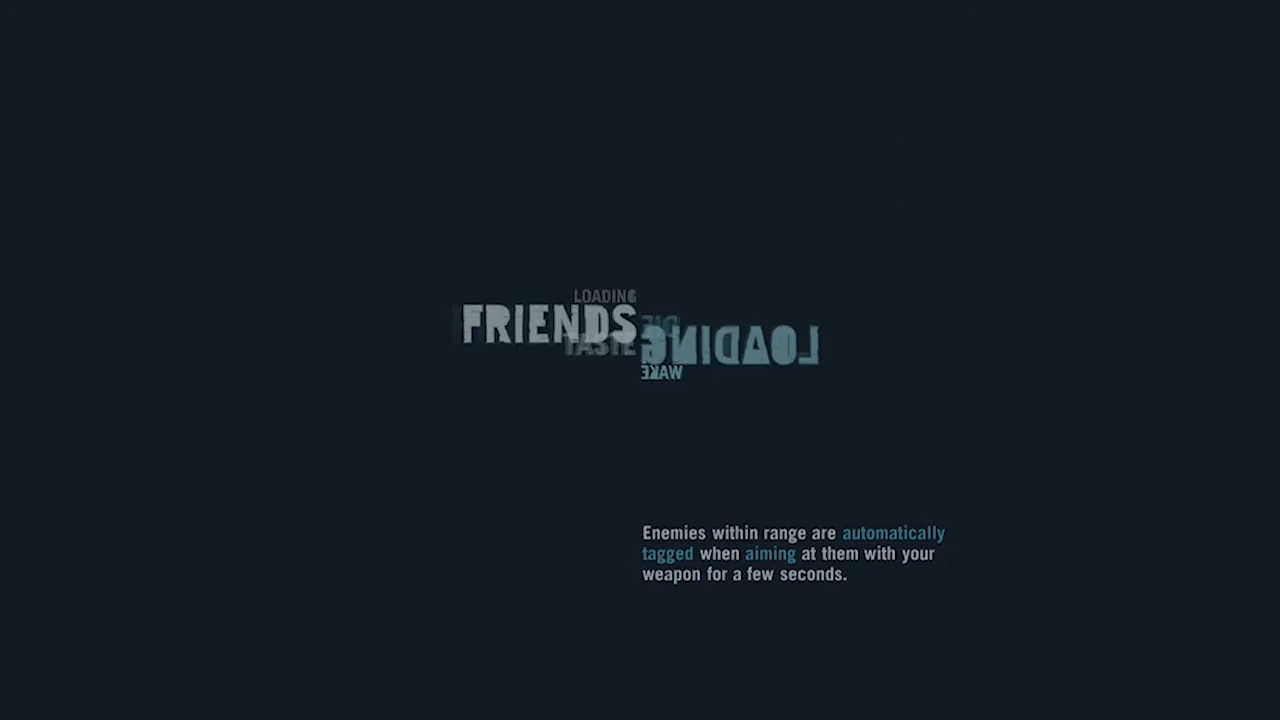 LOADING
FRIENDS
TASTE
DIE
LOADING
WAKE
Enemies within range are automatically
tagged when aiming at them with your
weapon for a few seconds.